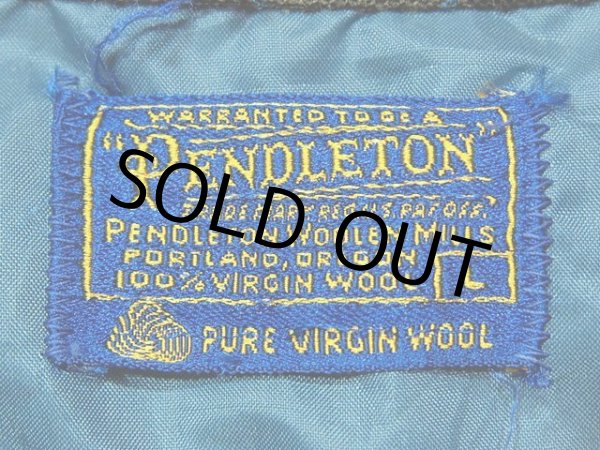 WARRANTED TO BE A
"PENDLETON"
TRADE MARK REG. U.S. PAT. OFF.
PENDLETON WOOLEN MILLS
PORTLAND, OREGON
100% VIRGIN WOOL L
PURE VIRGIN WOOL
SOLD OUT